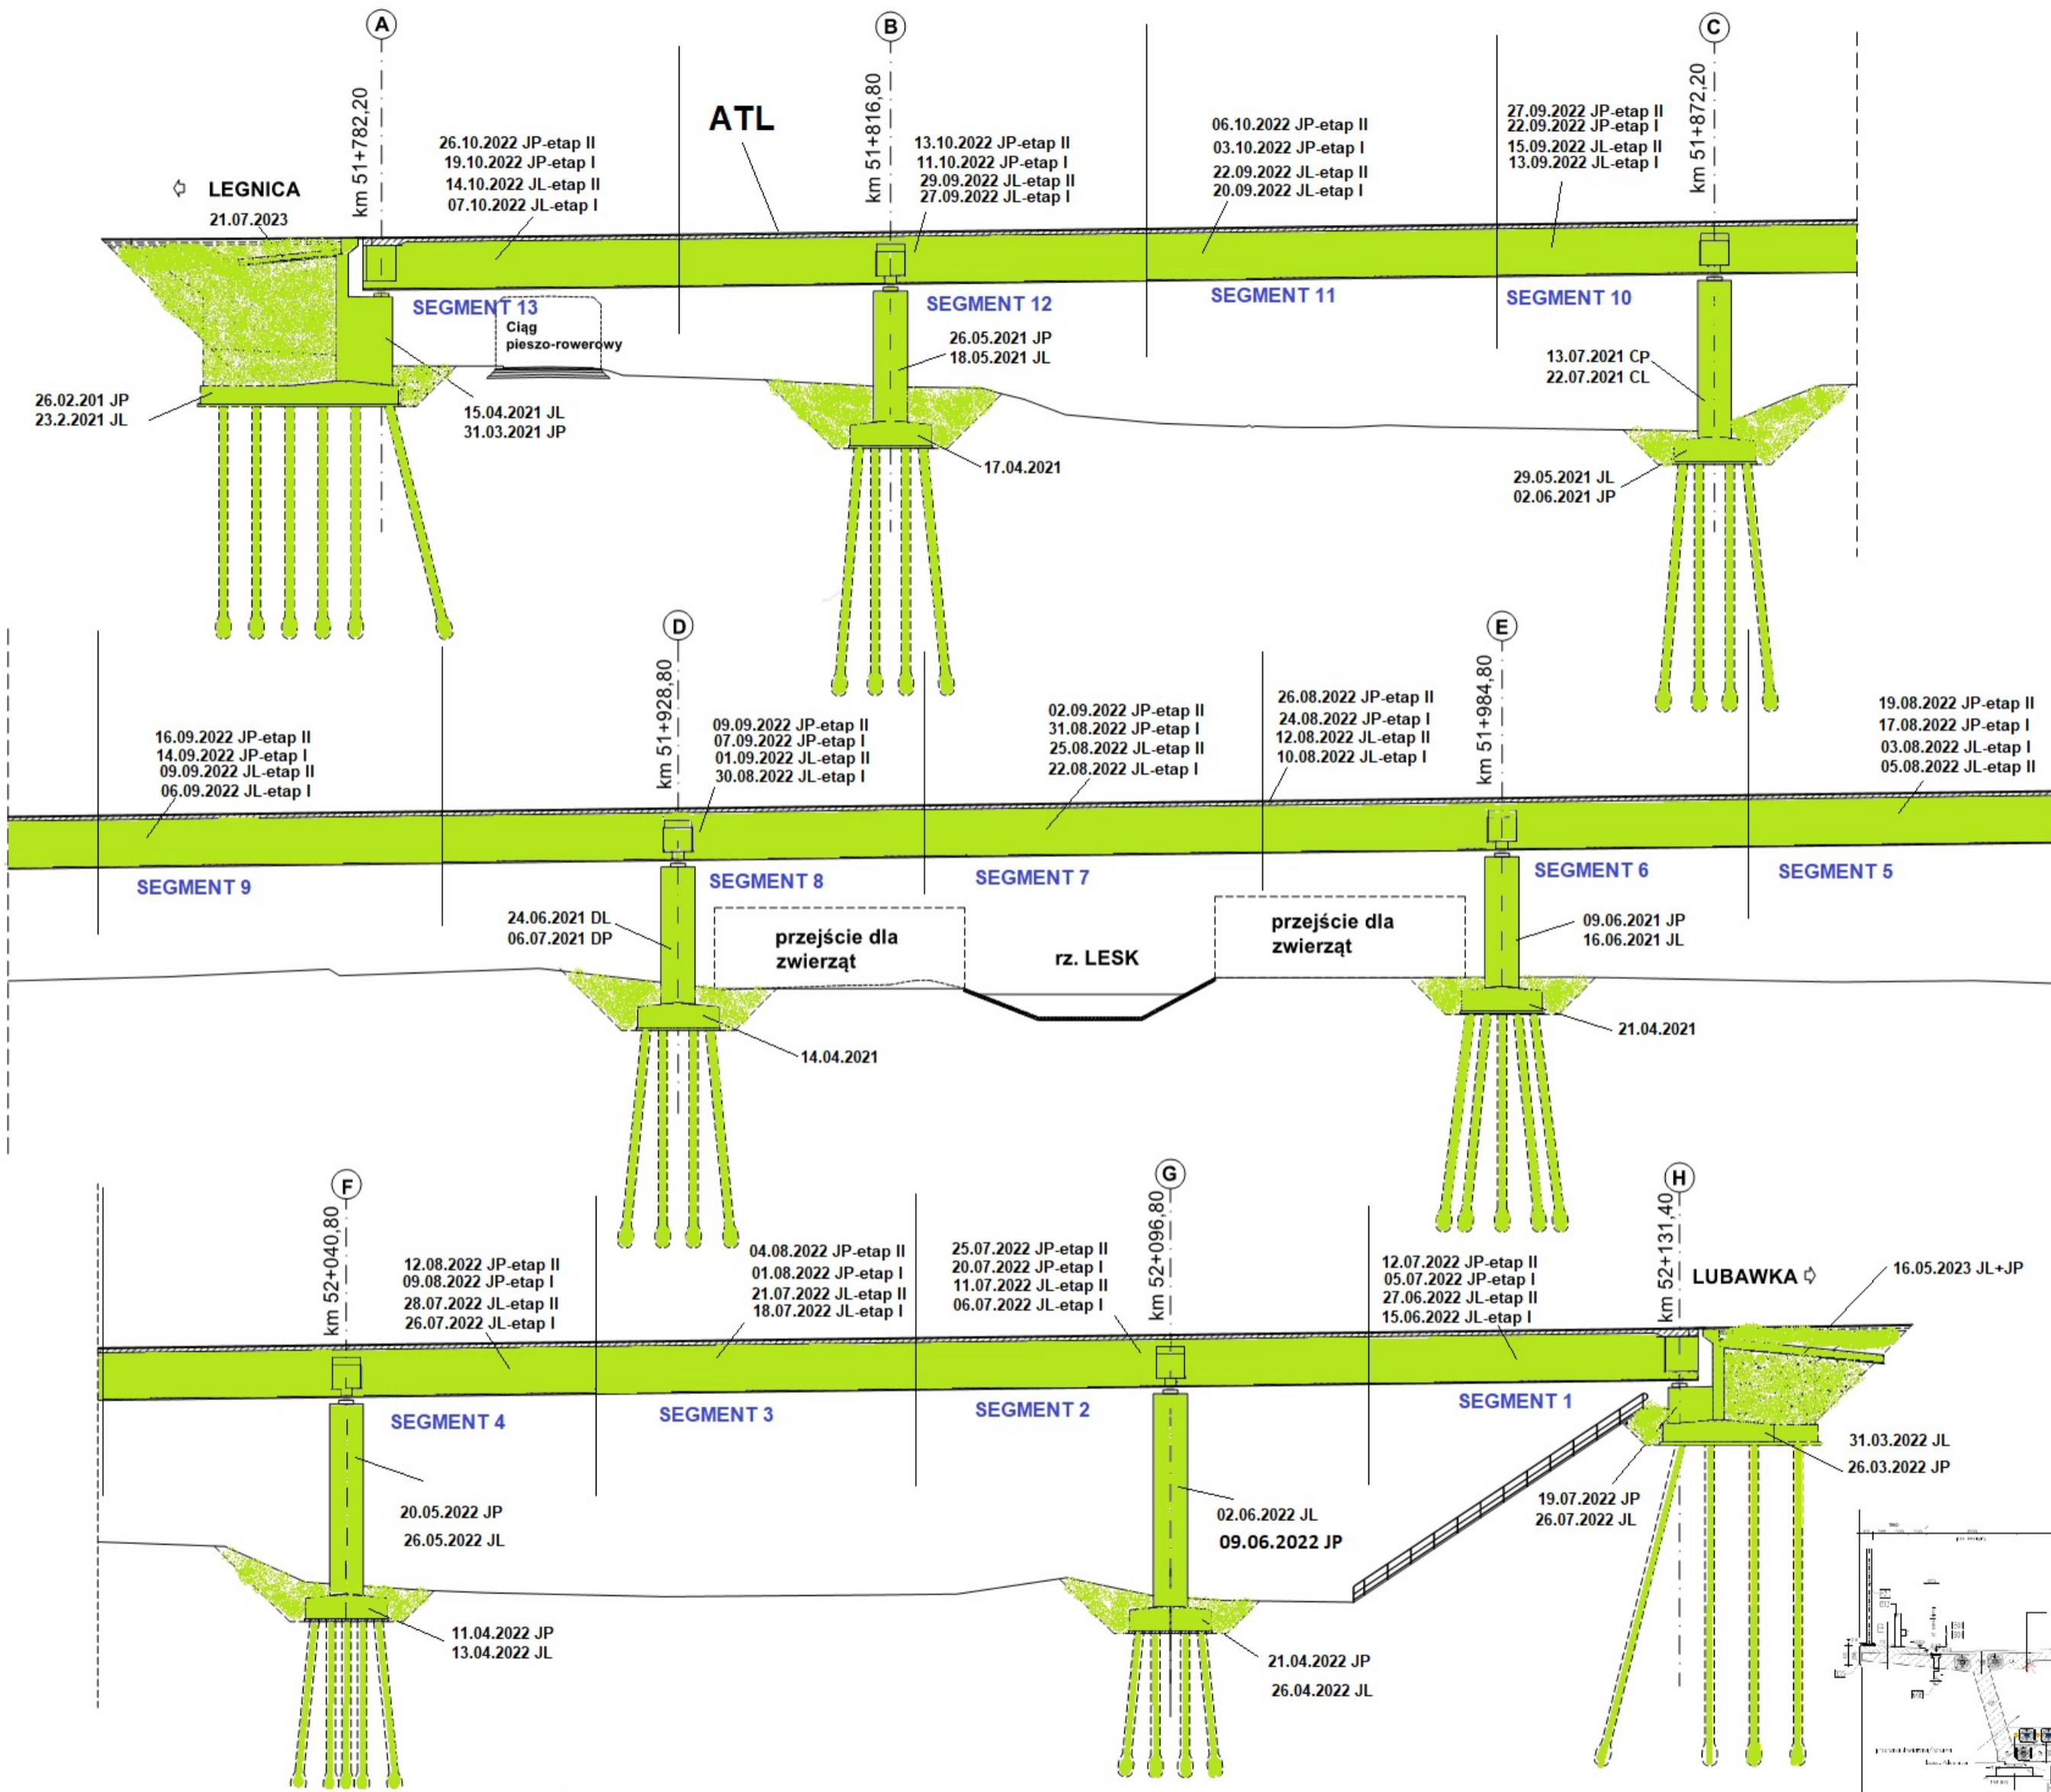 A
B
C
km 51+782,20
km 51+816,80
km 51+872,20
ATL
⇦ LEGNICA
21.07.2023
26.10.2022 JP-etap II
19.10.2022 JP-etap I
14.10.2022 JL-etap II
07.10.2022 JL-etap I
13.10.2022 JP-etap II
11.10.2022 JP-etap I
29.09.2022 JL-etap II
27.09.2022 JL-etap I
06.10.2022 JP-etap II
03.10.2022 JP-etap I
22.09.2022 JL-etap II
20.09.2022 JL-etap I
27.09.2022 JP-etap II
22.09.2022 JP-etap I
15.09.2022 JL-etap II
13.09.2022 JL-etap I
SEGMENT 13
SEGMENT 12
SEGMENT 11
SEGMENT 10
Ciąg
pieszo-rowerowy
26.05.2021 JP
18.05.2021 JL
13.07.2021 CP
22.07.2021 CL
26.02.201 JP
23.2.2021 JL
15.04.2021 JL
31.03.2021 JP
17.04.2021
29.05.2021 JL
02.06.2021 JP
D
E
km 51+928,80
km 51+984,80
16.09.2022 JP-etap II
14.09.2022 JP-etap I
09.09.2022 JL-etap II
06.09.2022 JL-etap I
09.09.2022 JP-etap II
07.09.2022 JP-etap I
01.09.2022 JL-etap II
30.08.2022 JL-etap I
02.09.2022 JP-etap II
31.08.2022 JP-etap I
25.08.2022 JL-etap II
22.08.2022 JL-etap I
26.08.2022 JP-etap II
24.08.2022 JP-etap I
12.08.2022 JL-etap II
10.08.2022 JL-etap I
19.08.2022 JP-etap II
17.08.2022 JP-etap I
03.08.2022 JL-etap I
05.08.2022 JL-etap II
SEGMENT 9
SEGMENT 8
SEGMENT 7
SEGMENT 6
SEGMENT 5
24.06.2021 DL
06.07.2021 DP
przejście dla
zwierząt
rz. LESK
przejście dla
zwierząt
09.06.2021 JP
16.06.2021 JL
14.04.2021
21.04.2021
F
G
H
km 52+040,80
km 52+096,80
km 52+131,40
12.08.2022 JP-etap II
09.08.2022 JP-etap I
28.07.2022 JL-etap II
26.07.2022 JL-etap I
04.08.2022 JP-etap II
01.08.2022 JP-etap I
21.07.2022 JL-etap II
18.07.2022 JL-etap I
25.07.2022 JP-etap II
20.07.2022 JP-etap I
11.07.2022 JL-etap II
06.07.2022 JL-etap I
12.07.2022 JP-etap II
05.07.2022 JP-etap I
27.06.2022 JL-etap II
15.06.2022 JL-etap I
LUBAWKA ⇨
16.05.2023 JL+JP
SEGMENT 4
SEGMENT 3
SEGMENT 2
SEGMENT 1
20.05.2022 JP
26.05.2022 JL
02.06.2022 JL
09.06.2022 JP
31.03.2022 JL
26.03.2022 JP
19.07.2022 JP
26.07.2022 JL
11.04.2022 JP
13.04.2022 JL
21.04.2022 JP
26.04.2022 JL